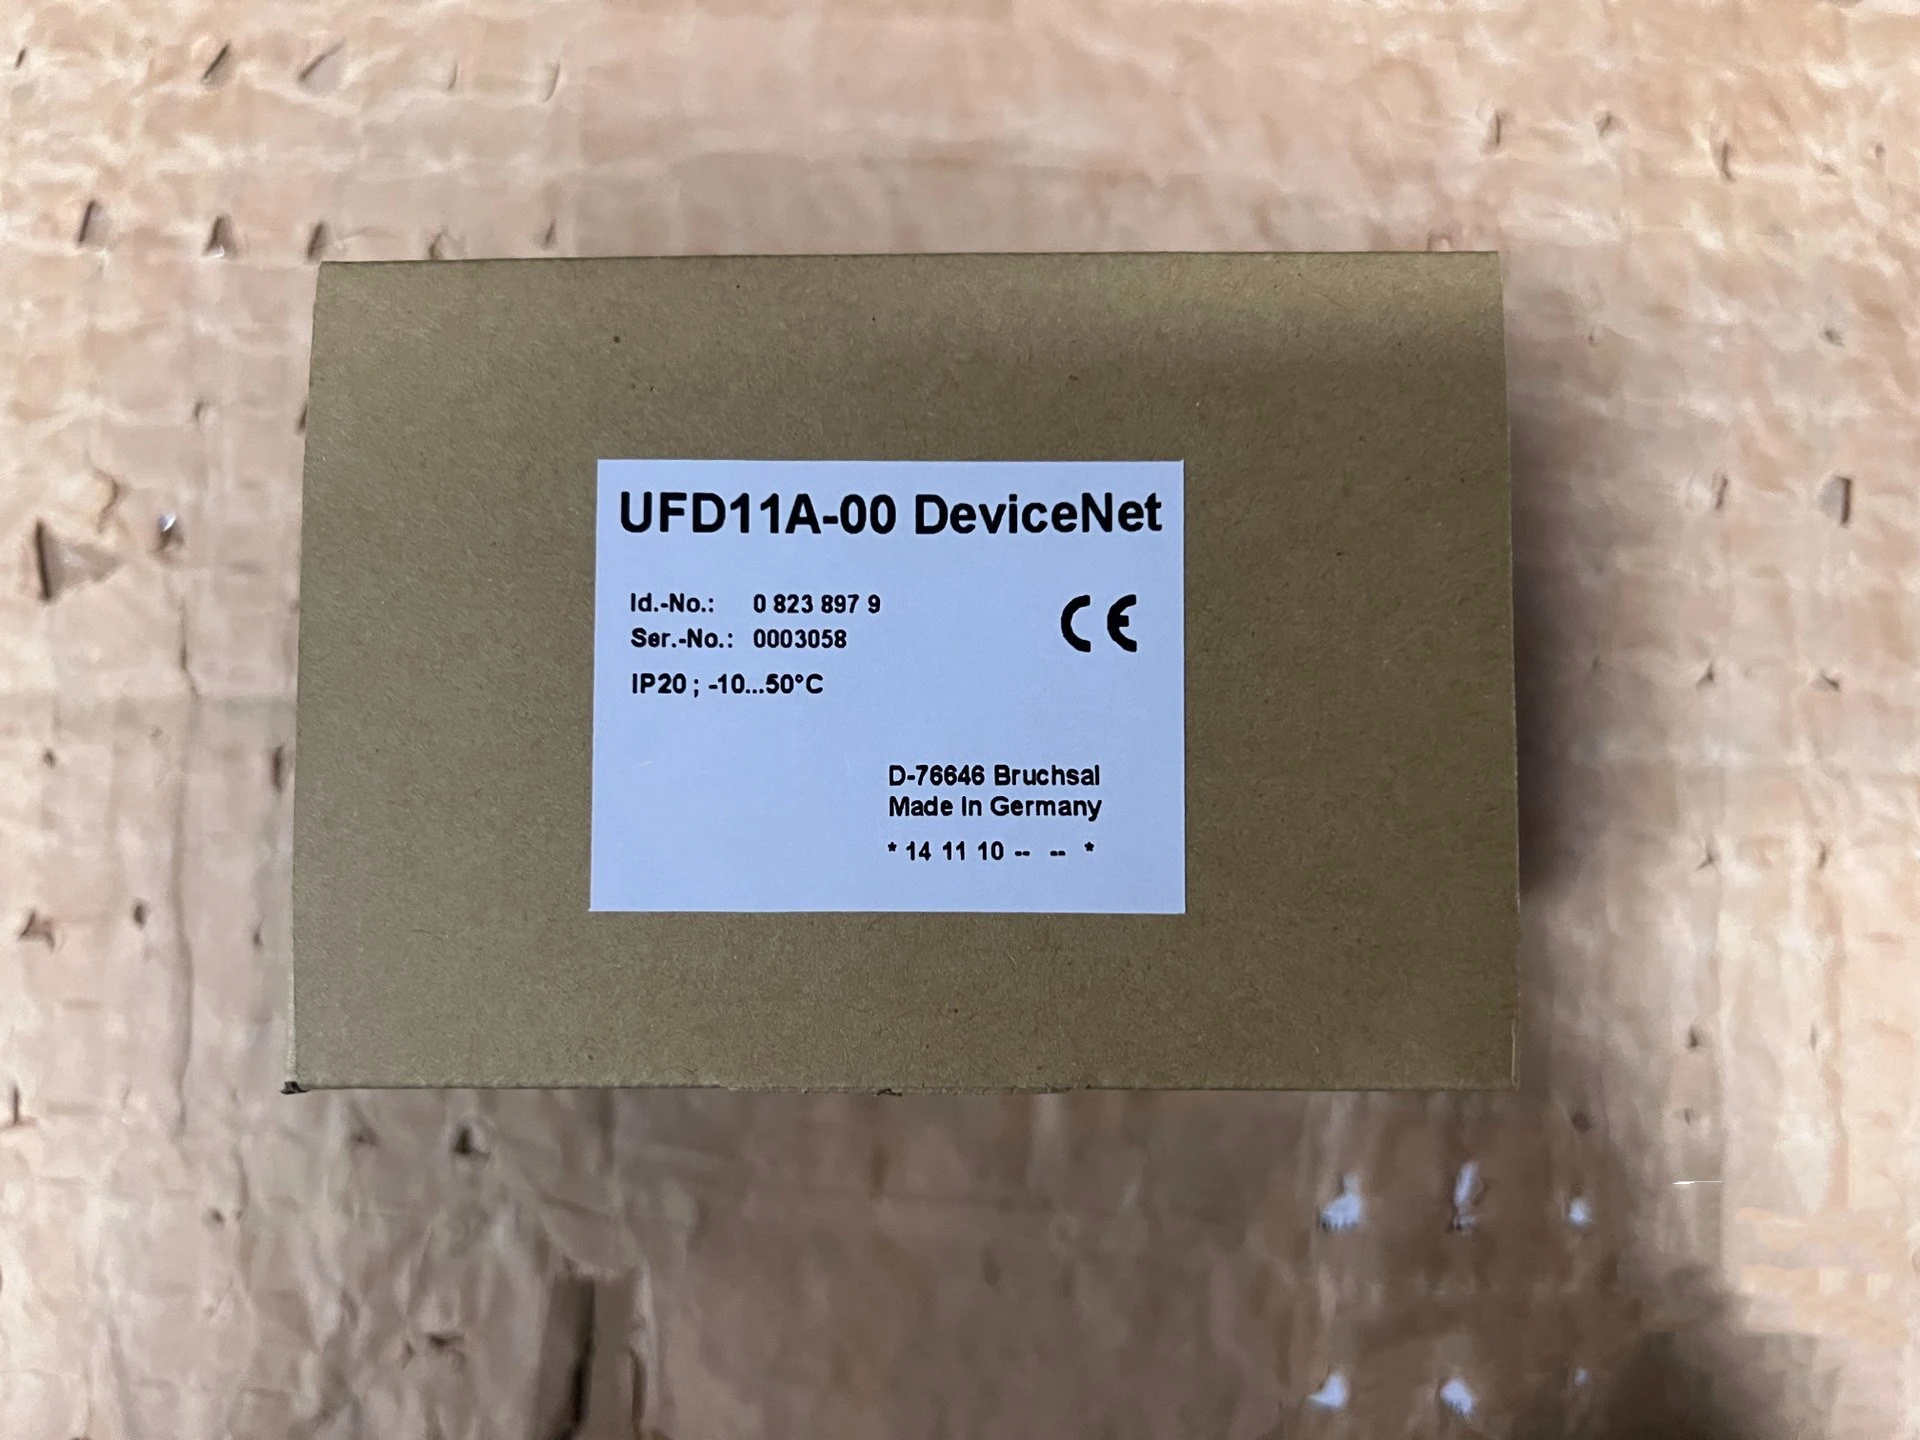 UFD11A-00 DeviceNet
Id.-No.: 0 823 897 9
Ser.-No.: 0003058
CE
IP20 ; -10...50°C
D-76646 Bruchsal
Made in Germany
* 14 11 10 -- -- *